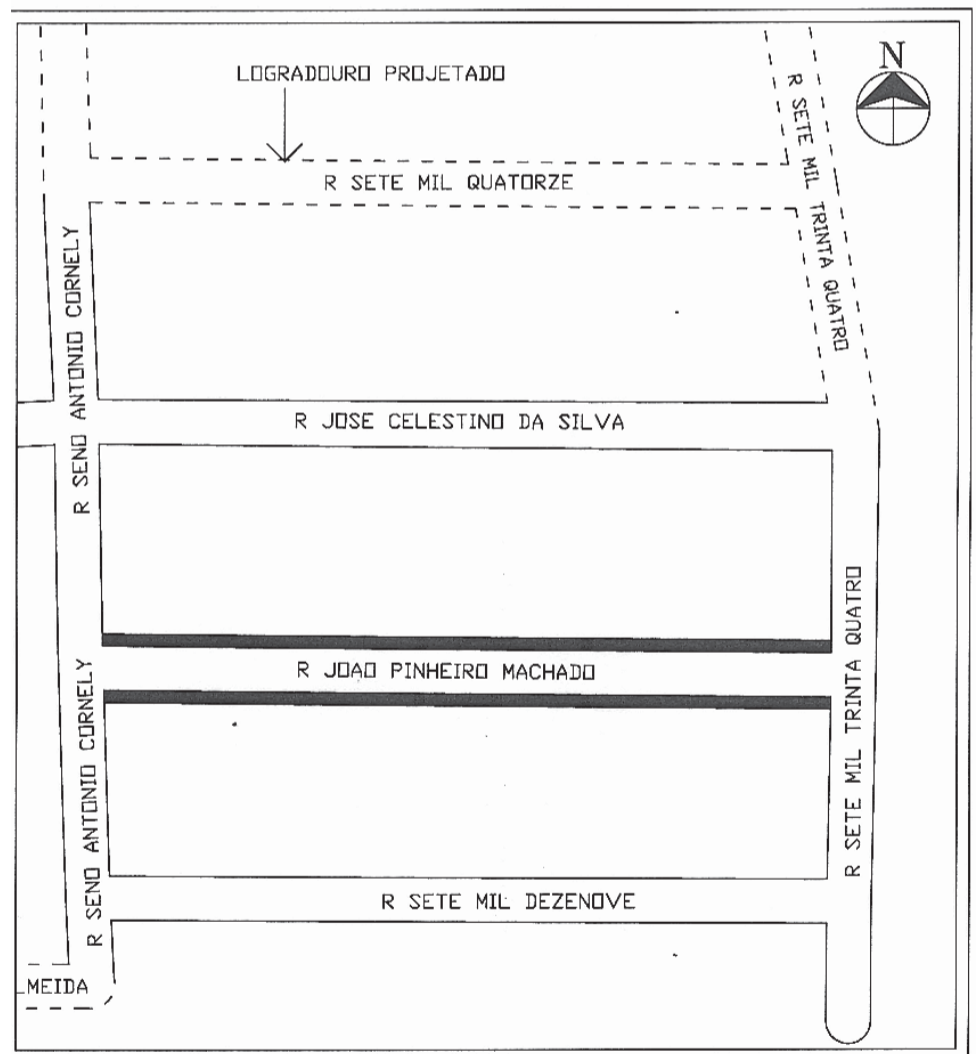 N
LOGRADOURO PROJETADO
R SETE MIL QUATORZE
R SETE MIL TRINTA QUATRO
R SENO ANTONIO CORNELY
R JOSE CELESTINO DA SILVA
R JOAO PINHEIRO MACHADO
R SETE MIL TRINTA QUATRO
R SENO ANTONIO CORNELY
R SETE MIL DEZENOVE
LMEIDA